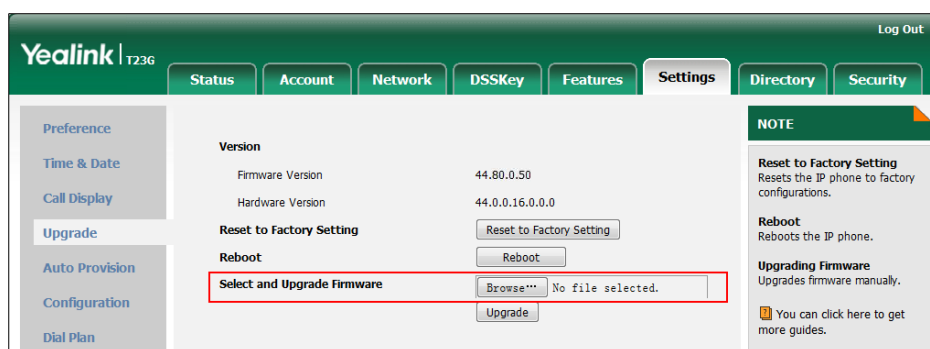 Log Out
Yealink | T23G
Status Account Network DSSKey Features Settings Directory Security
Preference
Time & Date
Call Display
Upgrade
Auto Provision
Configuration
Dial Plan
Version
Firmware Version 44.80.0.50
Hardware Version 44.0.0.16.0.0.0
Reset to Factory Setting Reset to Factory Setting
Reboot Reboot
Select and Upgrade Firmware Browse··· No file selected.
Upgrade
NOTE
Reset to Factory Setting
Resets the IP phone to factory
configurations.
Reboot
Reboots the IP phone.
Upgrading Firmware
Upgrades firmware manually.
You can click here to get
more guides.